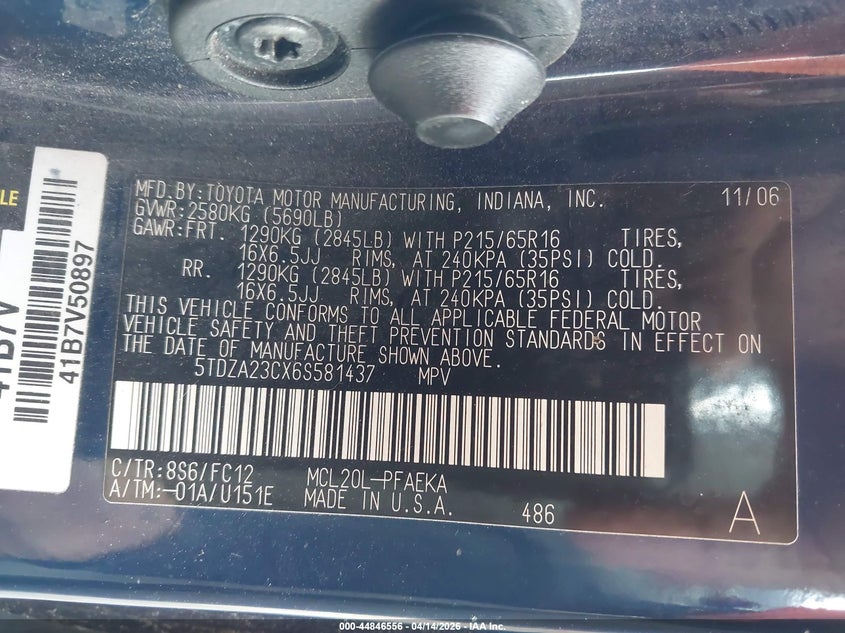 MFD.BY:TOYOTA MOTOR MANUFACTURING, INDIANA, INC. 11/06
GVWR:2580KG (5690LB)
GAWR:FRT. 1290KG (2845LB) WITH P215/65R16 TIRES,
16X6.5JJ RIMS, AT 240KPA (35PSI) COLD.
RR. 1290KG (2845LB) WITH P215/65R16 TIRES,
16X6.5JJ RIMS, AT 240KPA (35PSI) COLD.
THIS VEHICLE CONFORMS TO ALL APPLICABLE FEDERAL MOTOR
VEHICLE SAFETY AND THEFT PREVENTION STANDARDS IN EFFECT ON
THE DATE OF MANUFACTURE SHOWN ABOVE.
5TDZA23CX6S581437 MPV
C/TR:8S6/FC12 MCL20L-PFAEKA
A/TM:-01A/U151E MADE IN U.S.A. 486 A
41B7V50897
41B7V
000-44846556 - 04/14/2026 - IAA Inc.